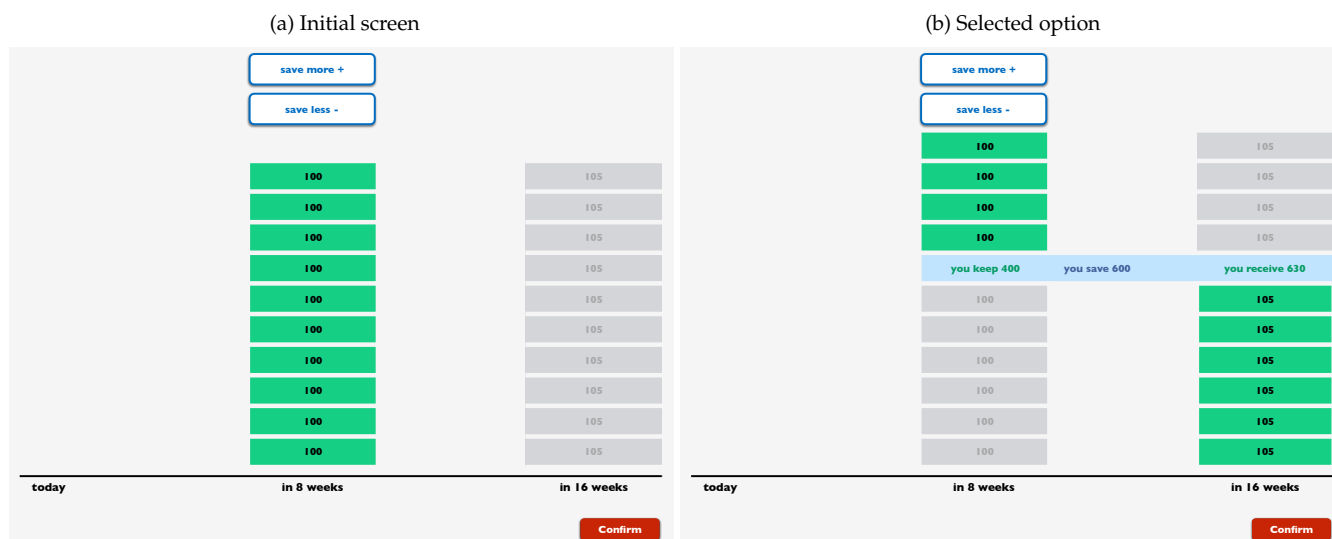 (a) Initial screen
save more +
save less -
100 105
100 105
100 105
100 105
100 105
100 105
100 105
100 105
100 105
100 105
today in 8 weeks in 16 weeks
Confirm
(b) Selected option
save more +
save less -
100 105
100 105
100 105
100 105
you keep 400 you save 600 you receive 630
100 105
100 105
100 105
100 105
100 105
100 105
today in 8 weeks in 16 weeks
Confirm